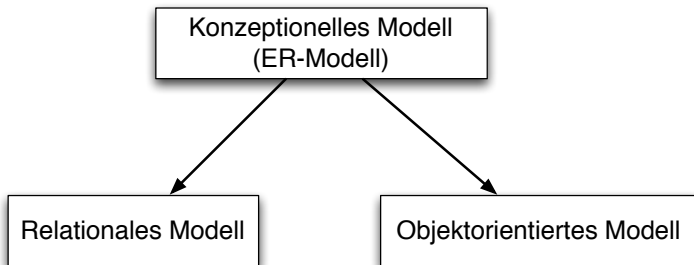 Konzeptionelles Modell
(ER-Modell)
Relationales Modell
Objektorientiertes Modell